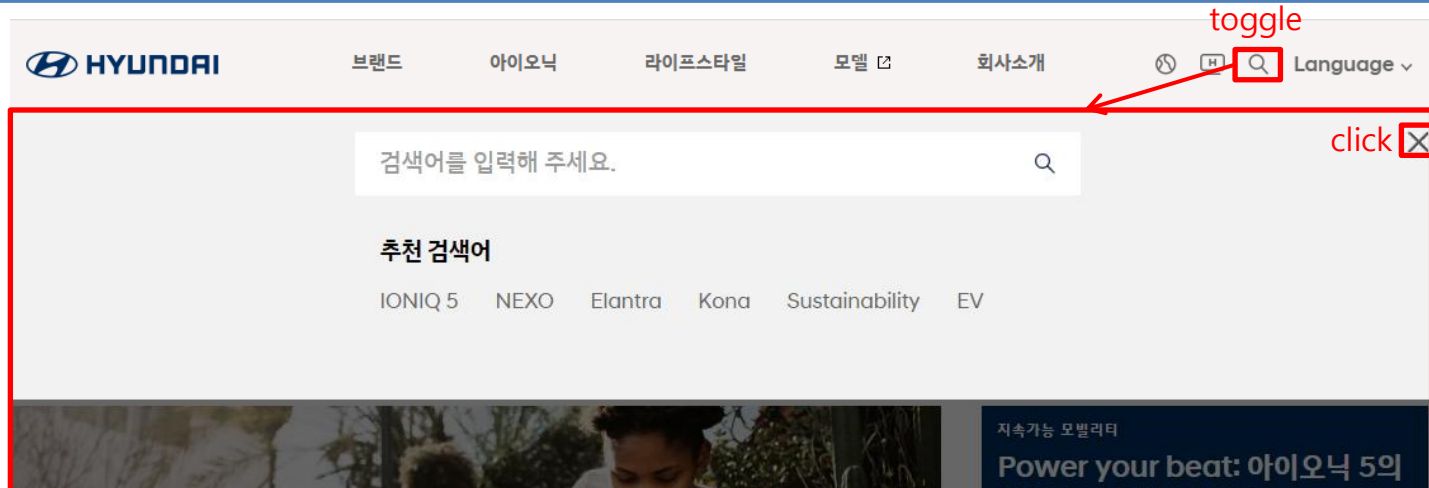 toggle
HYUNDAI 브랜드 아이오닉 라이프스타일 모델 회사소개 H Language
click
검색어를 입력해 주세요.
추천 검색어
IONIQ 5 NEXO Elantra Kona Sustainability EV
지속가능 모빌리티
Power your beat: 아이오닉 5의